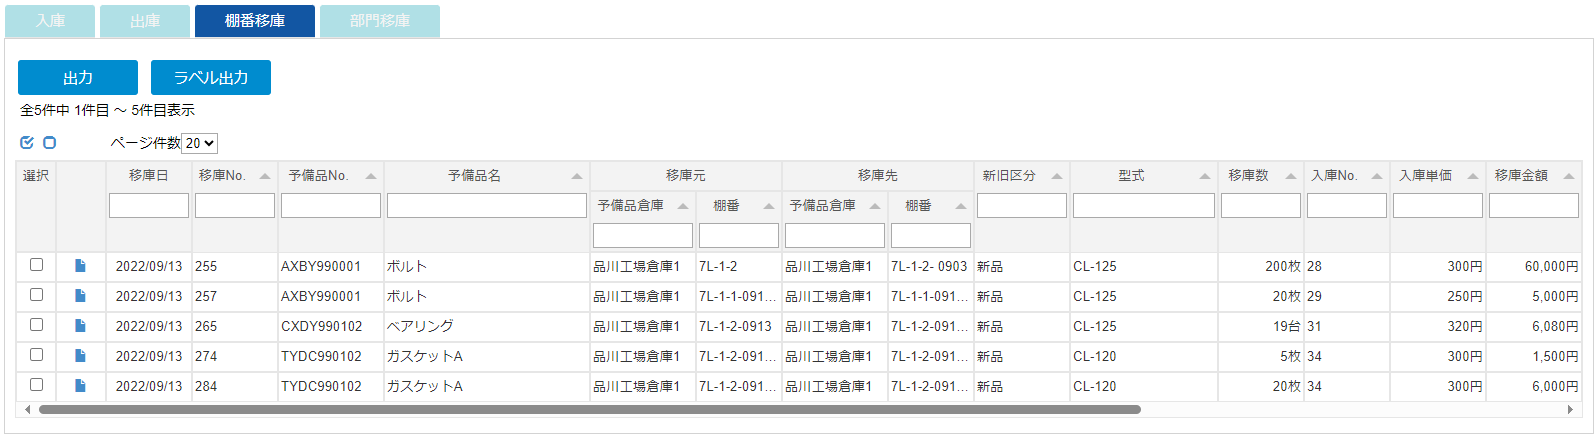 入庫 出庫 棚番移庫 部門移庫
出力 ラベル出力
全5件中 1件目 ～ 5件目表示
ページ件数 20
選択 移庫日 移庫No. 予備品No. 予備品名 移庫元 移庫先 新旧区分 型式 移庫数 入庫No. 入庫単価 移庫金額
予備品倉庫 棚番 予備品倉庫 棚番
2022/09/13 255 AXBY990001 ボルト 品川工場倉庫1 7L-1-2 品川工場倉庫1 7L-1-2- 0903 新品 CL-125 200枚 28 300円 60,000円
2022/09/13 257 AXBY990001 ボルト 品川工場倉庫1 7L-1-1-091... 品川工場倉庫1 7L-1-1-091... 新品 CL-125 20枚 29 250円 5,000円
2022/09/13 265 CXDY990102 ベアリング 品川工場倉庫1 7L-1-2-0913 品川工場倉庫1 7L-1-2-091... 新品 CL-125 19台 31 320円 6,080円
2022/09/13 274 TYDC990102 ガスケットA 品川工場倉庫1 7L-1-2-091... 品川工場倉庫1 7L-1-2-091... 新品 CL-120 5枚 34 300円 1,500円
2022/09/13 284 TYDC990102 ガスケットA 品川工場倉庫1 7L-1-2-091... 品川工場倉庫1 7L-1-2-091... 新品 CL-120 20枚 34 300円 6,000円